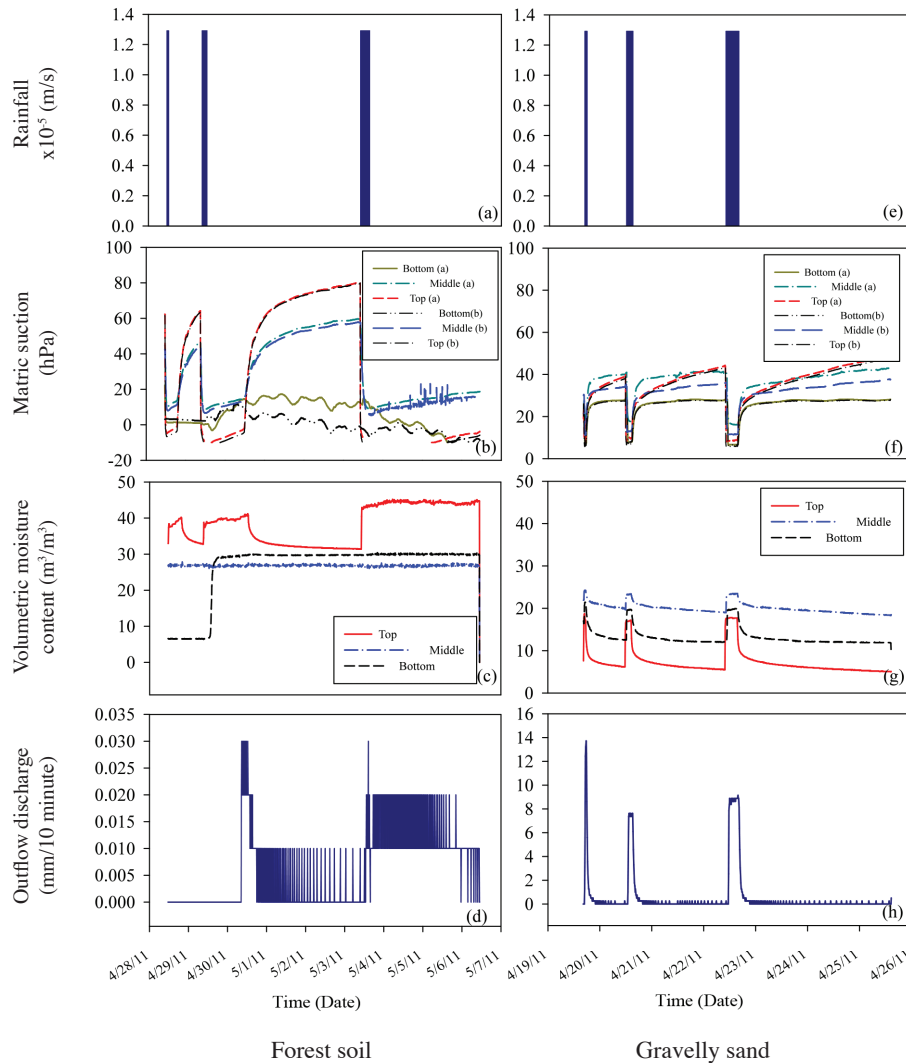 1.4
1.2
1.0
0.8
0.6
0.4
0.2
0.0
Rainfall
x10⁻⁵ (m/s)
(a)
1.4
1.2
1.0
0.8
0.6
0.4
0.2
0.0
(e)
100
80
60
40
20
0
-20
Matric suction
(hPa)
Bottom (a)
Middle (a)
Top (a)
Bottom(b)
Middle (b)
Top (b)
(b)
100
80
60
40
20
0
Bottom (a)
Middle (a)
Top (a)
Bottom(b)
Middle (b)
Top (b)
(f)
50
40
30
20
10
0
Volumetric moisture
content (m³/m³)
Top
Middle
Bottom
(c)
50
40
30
20
10
0
Top
Middle
Bottom
(g)
0.035
0.030
0.025
0.020
0.015
0.010
0.005
0.000
Outflow discharge
(mm/10 minute)
(d)
16
14
12
10
8
6
4
2
0
(h)
4/28/11
4/29/11
4/30/11
5/1/11
5/2/11
5/3/11
5/4/11
5/5/11
5/6/11
5/7/11
Time (Date)
4/19/11
4/20/11
4/21/11
4/22/11
4/23/11
4/24/11
4/25/11
4/26/11
Time (Date)
Forest soil
Gravelly sand